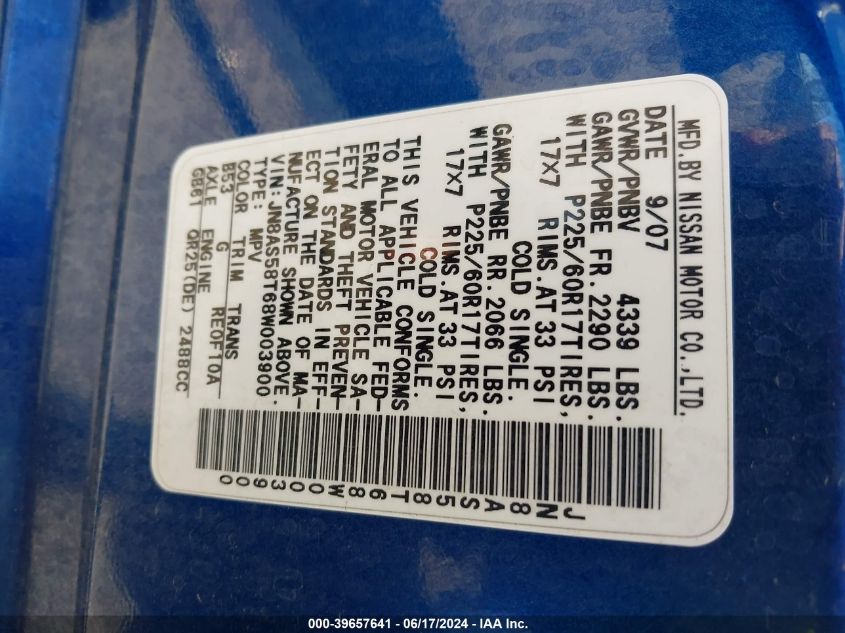 MFD.BY NISSAN MOTOR CO.,LTD.
DATE 9/07
GVWR/PNBV 4339 LBS.
GAWR/PNBE FR. 2290 LBS.
WITH P225/60R17TIRES,
17X7 RIMS.AT 33 PSI
COLD SINGLE.
GAWR/PNBE RR. 2066 LBS.
WITH P225/60R17TIRES,
17X7 RIMS.AT 33 PSI
COLD SINGLE.
THIS VEHICLE CONFORMS
TO ALL APPLICABLE FED-
ERAL MOTOR VEHICLE SA-
FETY AND THEFT PREVEN-
TION STANDARDS IN EFF-
ECT ON THE DATE OF MA-
NUFACTURE SHOWN ABOVE.
VIN:JN8AS58T68W003900
TYPE: MPV
COLOR TRIM TRANS
B53 G RE0F10A
AXLE ENGINE
GB61 QR25(DE) 2488CC
JN8AS58T68W003900
000-39657641 - 06/17/2024 - IAA Inc.